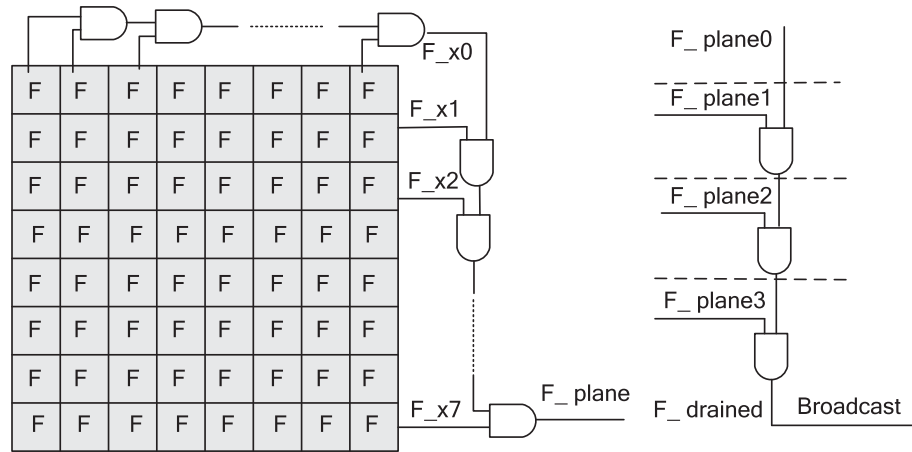 F_x0
F F F F F F F F
F_x1
F F F F F F F F
F_x2
F F F F F F F F
F F F F F F F F
F F F F F F F F
F F F F F F F F
F F F F F F F F
F_x7
F F F F F F F F
F_ plane
F_ plane0
F_ plane1
F_ plane2
F_ plane3
F_ drained
Broadcast